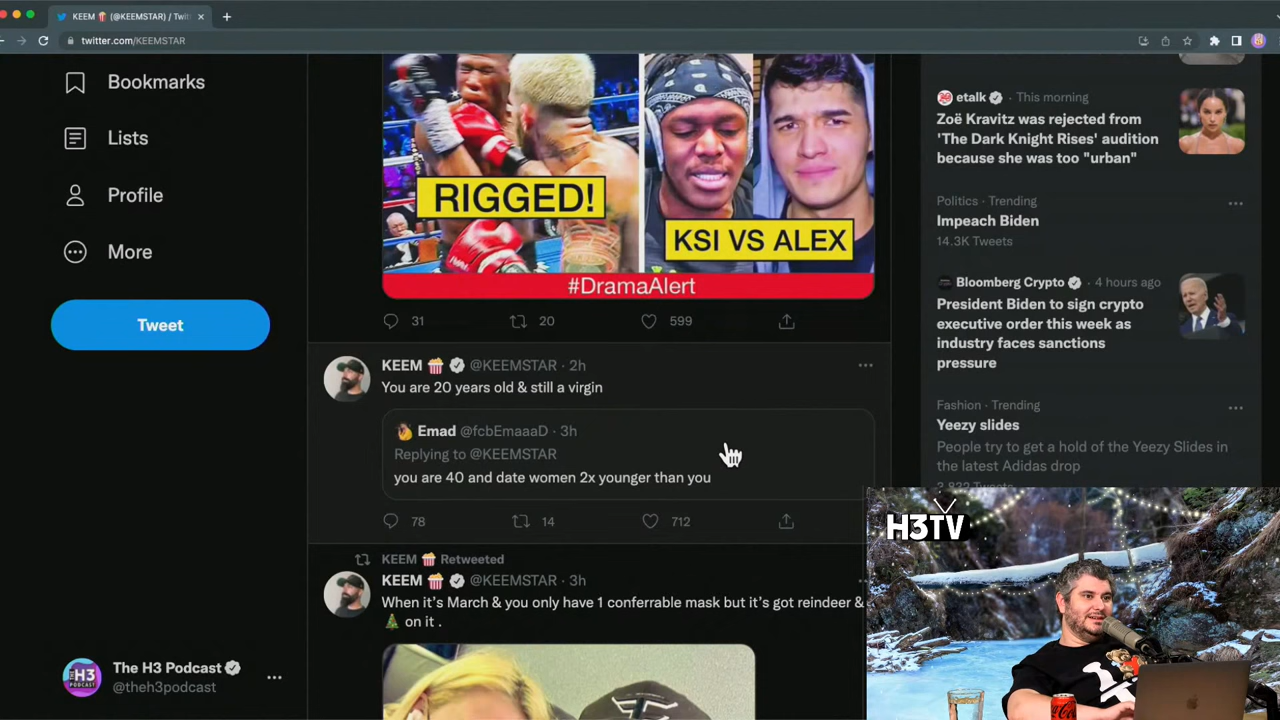 KEEM 🍿 (@KEEMSTAR) / Twit
twitter.com/KEEMSTAR
Bookmarks
Lists
Profile
More
Tweet
The H3 Podcast
@theh3podcast
RIGGED!
KSI VS ALEX
#DramaAlert
31 20 599
KEEM 🍿 @KEEMSTAR · 2h
You are 20 years old & still a virgin
Emad @fcbEmaaaD · 3h
Replying to @KEEMSTAR
you are 40 and date women 2x younger than you
78 14 712
KEEM 🍿 Retweeted
KEEM 🍿 @KEEMSTAR · 3h
When it's March & you only have 1 conferrable mask but it's got reindeer &
🎄 on it .
etalk · This morning
Zoë Kravitz was rejected from
'The Dark Knight Rises' audition
because she was too "urban"
Politics · Trending
Impeach Biden
14.3K Tweets
Bloomberg Crypto · 4 hours ago
President Biden to sign crypto
executive order this week as
industry faces sanctions
pressure
Fashion · Trending
Yeezy slides
People try to get a hold of the Yeezy Slides in
the latest Adidas drop
H3TV